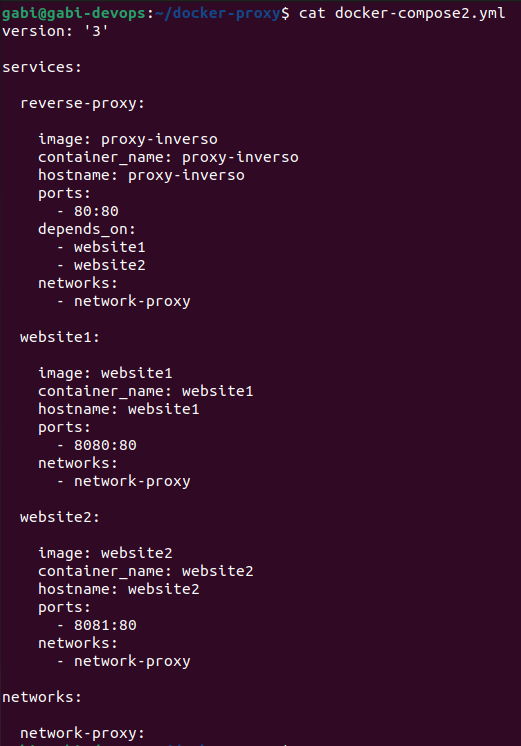 gabi@gabi-devops:~/docker-proxy$ cat docker-compose2.yml
version: '3'

services:

  reverse-proxy:

    image: proxy-inverso
    container_name: proxy-inverso
    hostname: proxy-inverso
    ports:
      - 80:80
    depends_on:
      - website1
      - website2
    networks:
      - network-proxy

  website1:

    image: website1
    container_name: website1
    hostname: website1
    ports:
      - 8080:80
    networks:
      - network-proxy

  website2:

    image: website2
    container_name: website2
    hostname: website2
    ports:
      - 8081:80
    networks:
      - network-proxy

networks:

  network-proxy: